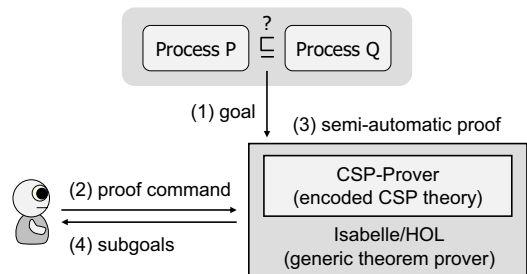 ?
Process P ⊑ Process Q
(1) goal
(3) semi-automatic proof
CSP-Prover
(encoded CSP theory)
(2) proof command
(4) subgoals
Isabelle/HOL
(generic theorem prover)